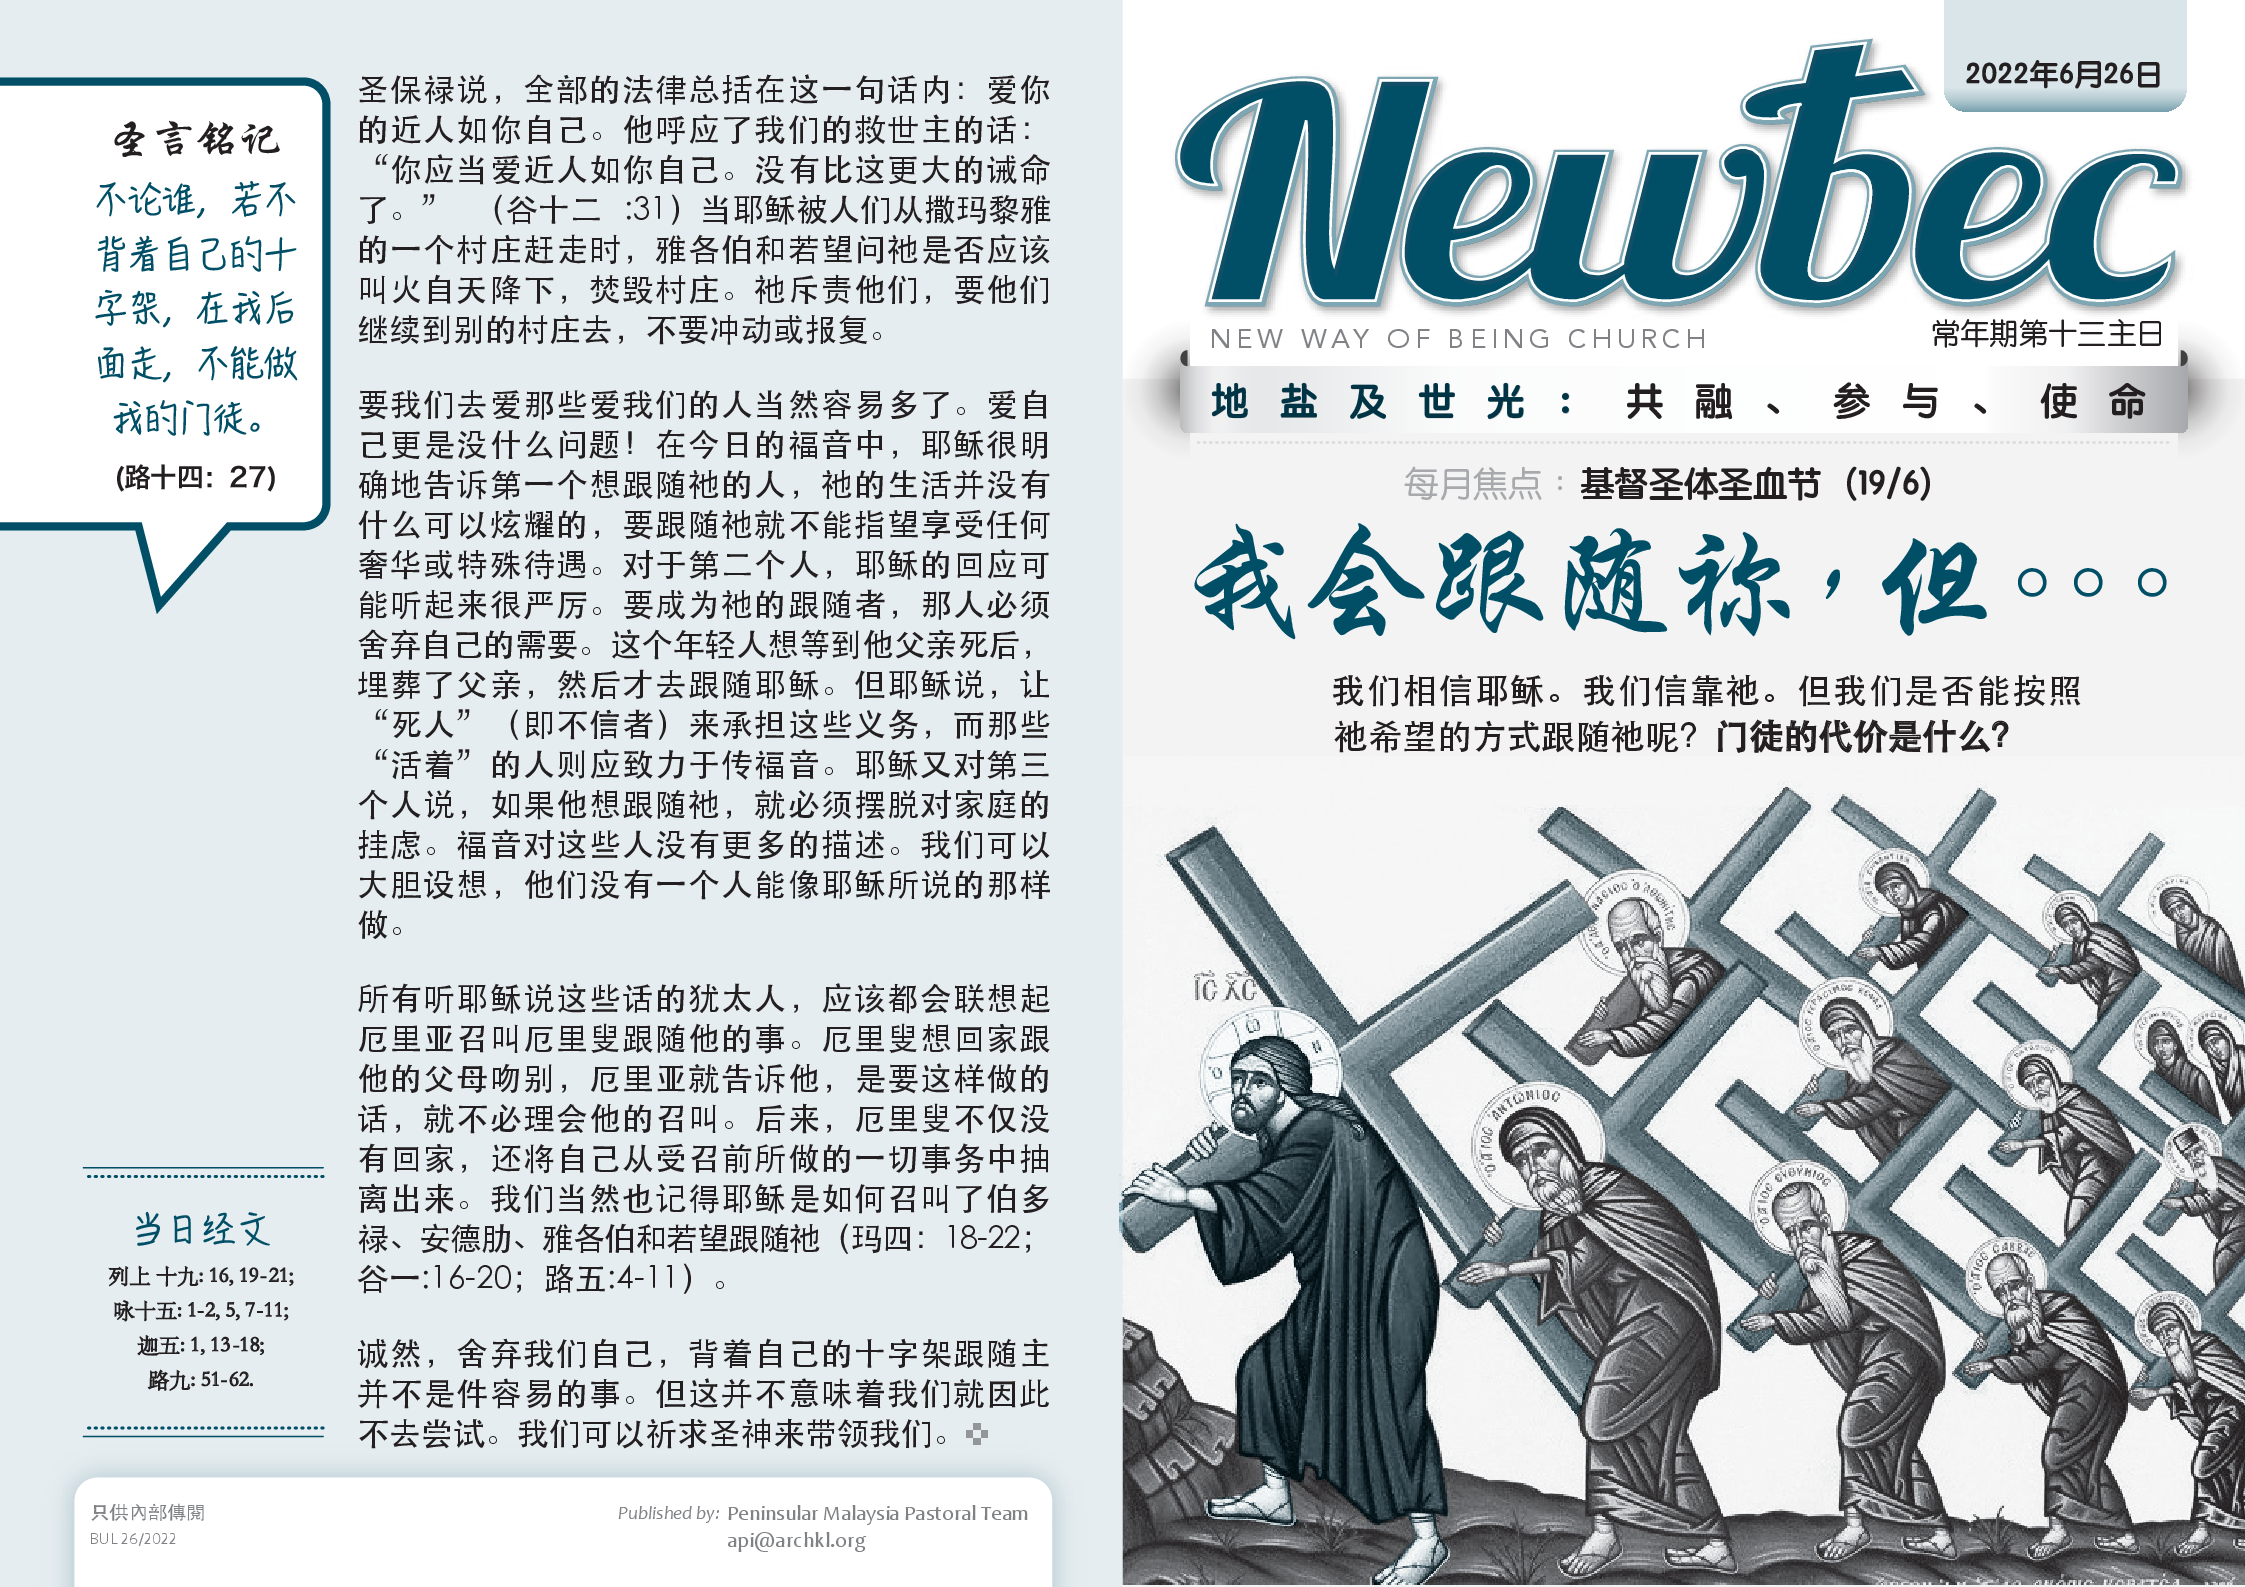 圣言铭记
不论谁，若不
背着自己的十
字架，在我后
面走，不能做
我的门徒。
(路十四：27)
当日经文
列上 十九: 16, 19-21;
咏十五: 1-2, 5, 7-11;
迦五: 1, 13-18;
路九: 51-62.
圣保禄说，全部的法律总括在这一句话内：爱你
的近人如你自己。他呼应了我们的救世主的话：
“你应当爱近人如你自己。没有比这更大的诫命
了。” （谷十二 :31）当耶稣被人们从撒玛黎雅
的一个村庄赶走时，雅各伯和若望问祂是否应该
叫火自天降下，焚毁村庄。祂斥责他们，要他们
继续到别的村庄去，不要冲动或报复。
要我们去爱那些爱我们的人当然容易多了。爱自
己更是没什么问题！在今日的福音中，耶稣很明
确地告诉第一个想跟随祂的人，祂的生活并没有
什么可以炫耀的，要跟随祂就不能指望享受任何
奢华或特殊待遇。对于第二个人，耶稣的回应可
能听起来很严厉。要成为祂的跟随者，那人必须
舍弃自己的需要。这个年轻人想等到他父亲死后，
埋葬了父亲，然后才去跟随耶稣。但耶稣说，让
“死人”（即不信者）来承担这些义务，而那些
“活着”的人则应致力于传福音。耶稣又对第三
个人说，如果他想跟随祂，就必须摆脱对家庭的
挂虑。福音对这些人没有更多的描述。我们可以
大胆设想，他们没有一个人能像耶稣所说的那样
做。
所有听耶稣说这些话的犹太人，应该都会联想起
厄里亚召叫厄里叟跟随他的事。厄里叟想回家跟
他的父母吻别，厄里亚就告诉他，是要这样做的
话，就不必理会他的召叫。后来，厄里叟不仅没
有回家，还将自己从受召前所做的一切事务中抽
离出来。我们当然也记得耶稣是如何召叫了伯多
禄、安德肋、雅各伯和若望跟随祂（玛四：18-22；
谷一:16-20；路五:4-11）。
诚然，舍弃我们自己，背着自己的十字架跟随主
并不是件容易的事。但这并不意味着我们就因此
不去尝试。我们可以祈求圣神来带领我们。
只供內部傳閱
BUL 26/2022
Published by: Peninsular Malaysia Pastoral Team
api@archkl.org
2022年6月26日
Newbec
NEW WAY OF BEING CHURCH
常年期第十三主日
地盐及世光：共融、参与、使命
每月焦点：基督圣体圣血节（19/6）
我会跟随祢，但。。。
我们相信耶稣。我们信靠祂。但我们是否能按照
祂希望的方式跟随祂呢？门徒的代价是什么？
ΙC XC